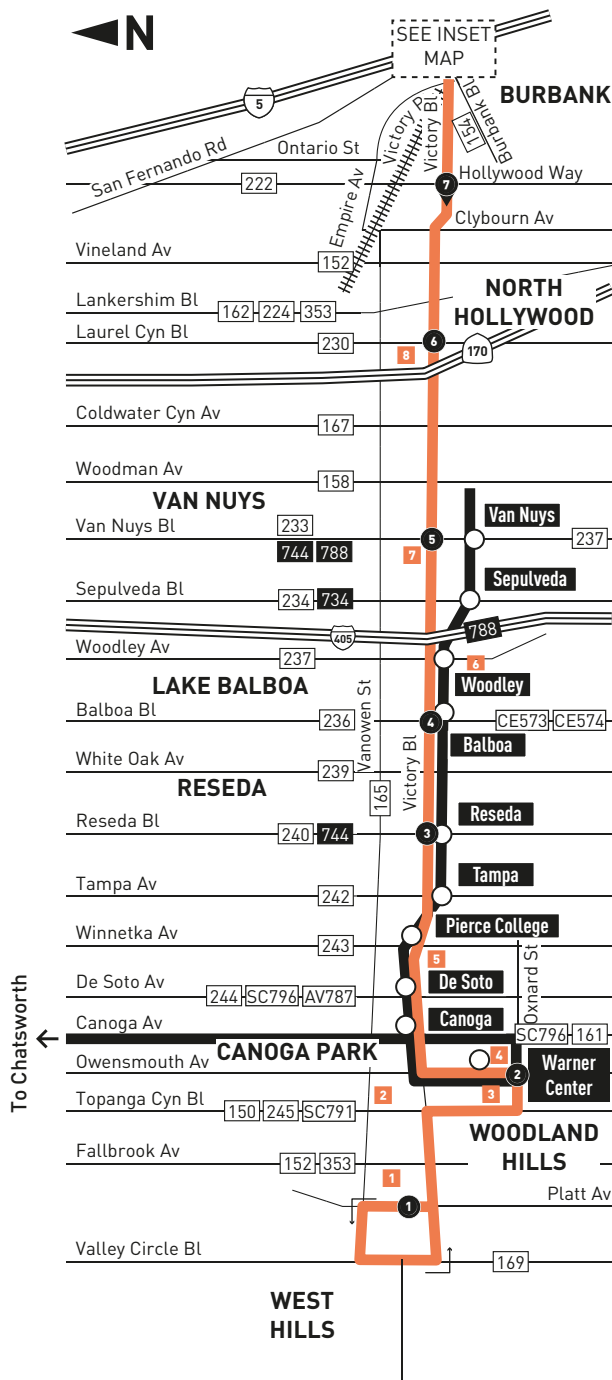 N
SEE INSET
MAP
BURBANK
5
Victory P
Victory Bl
Burbank Bl
154
San Fernando Rd
Ontario St
222
7
Hollywood Way
Empire Av
Clybourn Av
Vineland Av
152
Lankershim Bl
162
224
353
NORTH
HOLLYWOOD
Laurel Cyn Bl
230
6
8
170
Coldwater Cyn Av
167
Woodman Av
158
VAN NUYS
Van Nuys
Van Nuys Bl
233
744
788
5
7
237
Sepulveda
Sepulveda Bl
234
734
405
788
Woodley Av
237
6
LAKE BALBOA
Woodley
Vanowen St
Balboa Bl
236
4
CE573
CE574
Balboa
White Oak Av
239
Victory Bl
RESEDA
165
Reseda
Reseda Bl
240
744
3
Tampa
Tampa Av
242
Pierce College
Winnetka Av
243
5
Oxnard St
De Soto
De Soto Av
244
SC796
AV787
Canoga
Canoga Av
SC796
161
To Chatsworth
CANOGA PARK
4
Owensmouth Av
2
Warner
Center
Topanga Cyn Bl
150
245
SC791
2
3
WOODLAND
HILLS
Fallbrook Av
152
353
1
Platt Av
1
Valley Circle Bl
169
WEST
HILLS